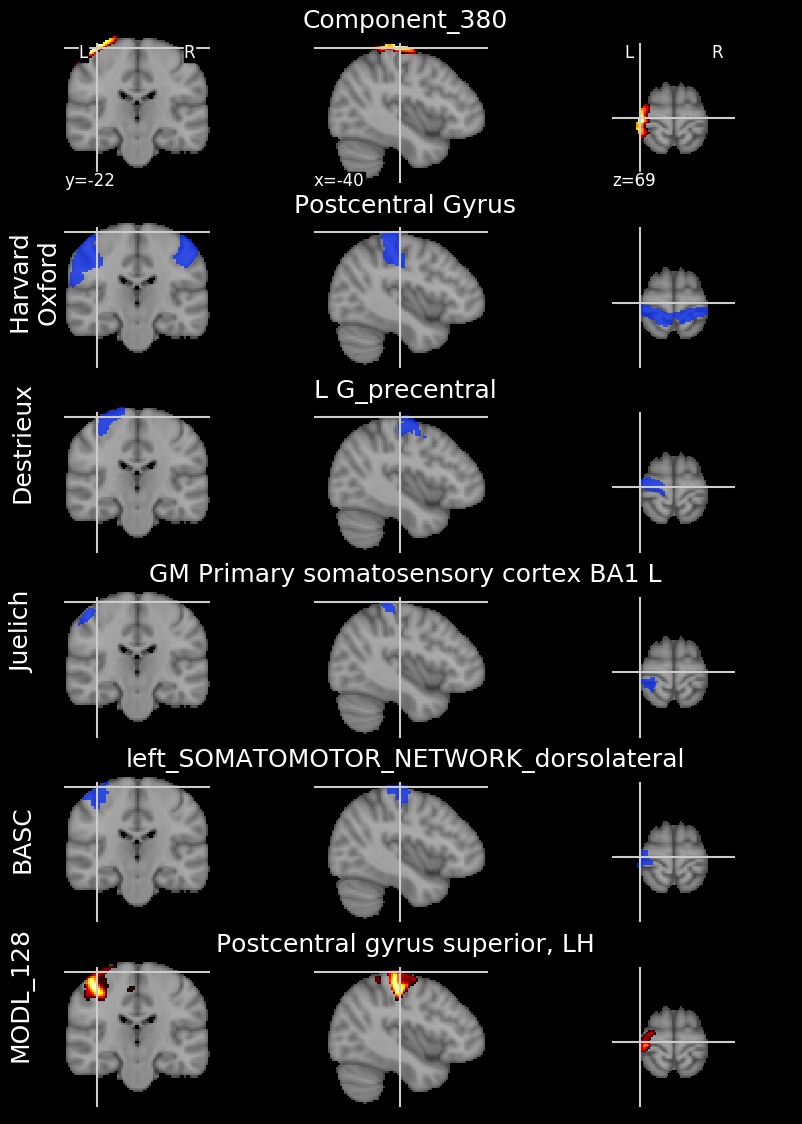 Component_380
L R
L R
y=-22
x=-40
z=69
Postcentral Gyrus
Harvard
Oxford
L G_precentral
Destrieux
GM Primary somatosensory cortex BA1 L
Juelich
left_SOMATOMOTOR_NETWORK_dorsolateral
BASC
Postcentral gyrus superior, LH
MODL_128